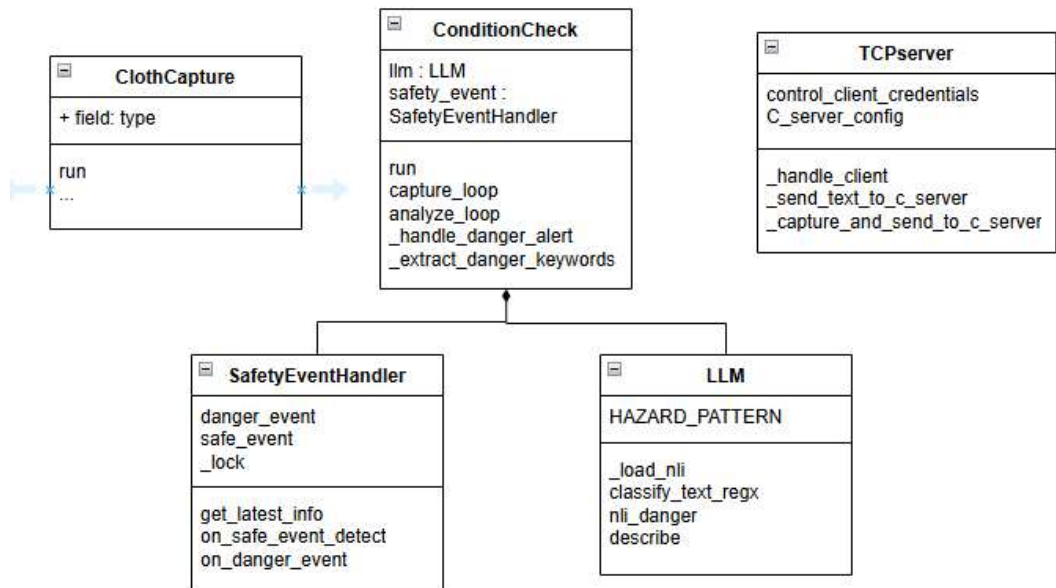 ClothCapture
+ field: type
run
...
ConditionCheck
llm : LLM
safety_event :
SafetyEventHandler
run
capture_loop
analyze_loop
_handle_danger_alert
_extract_danger_keywords
TCPserver
control_client_credentials
C_server_config
_handle_client
_send_text_to_c_server
_capture_and_send_to_c_server
SafetyEventHandler
danger_event
safe_event
_lock
get_latest_info
on_safe_event_detect
on_danger_event
LLM
HAZARD_PATTERN
_load_nli
classify_text_regx
nli_danger
describe